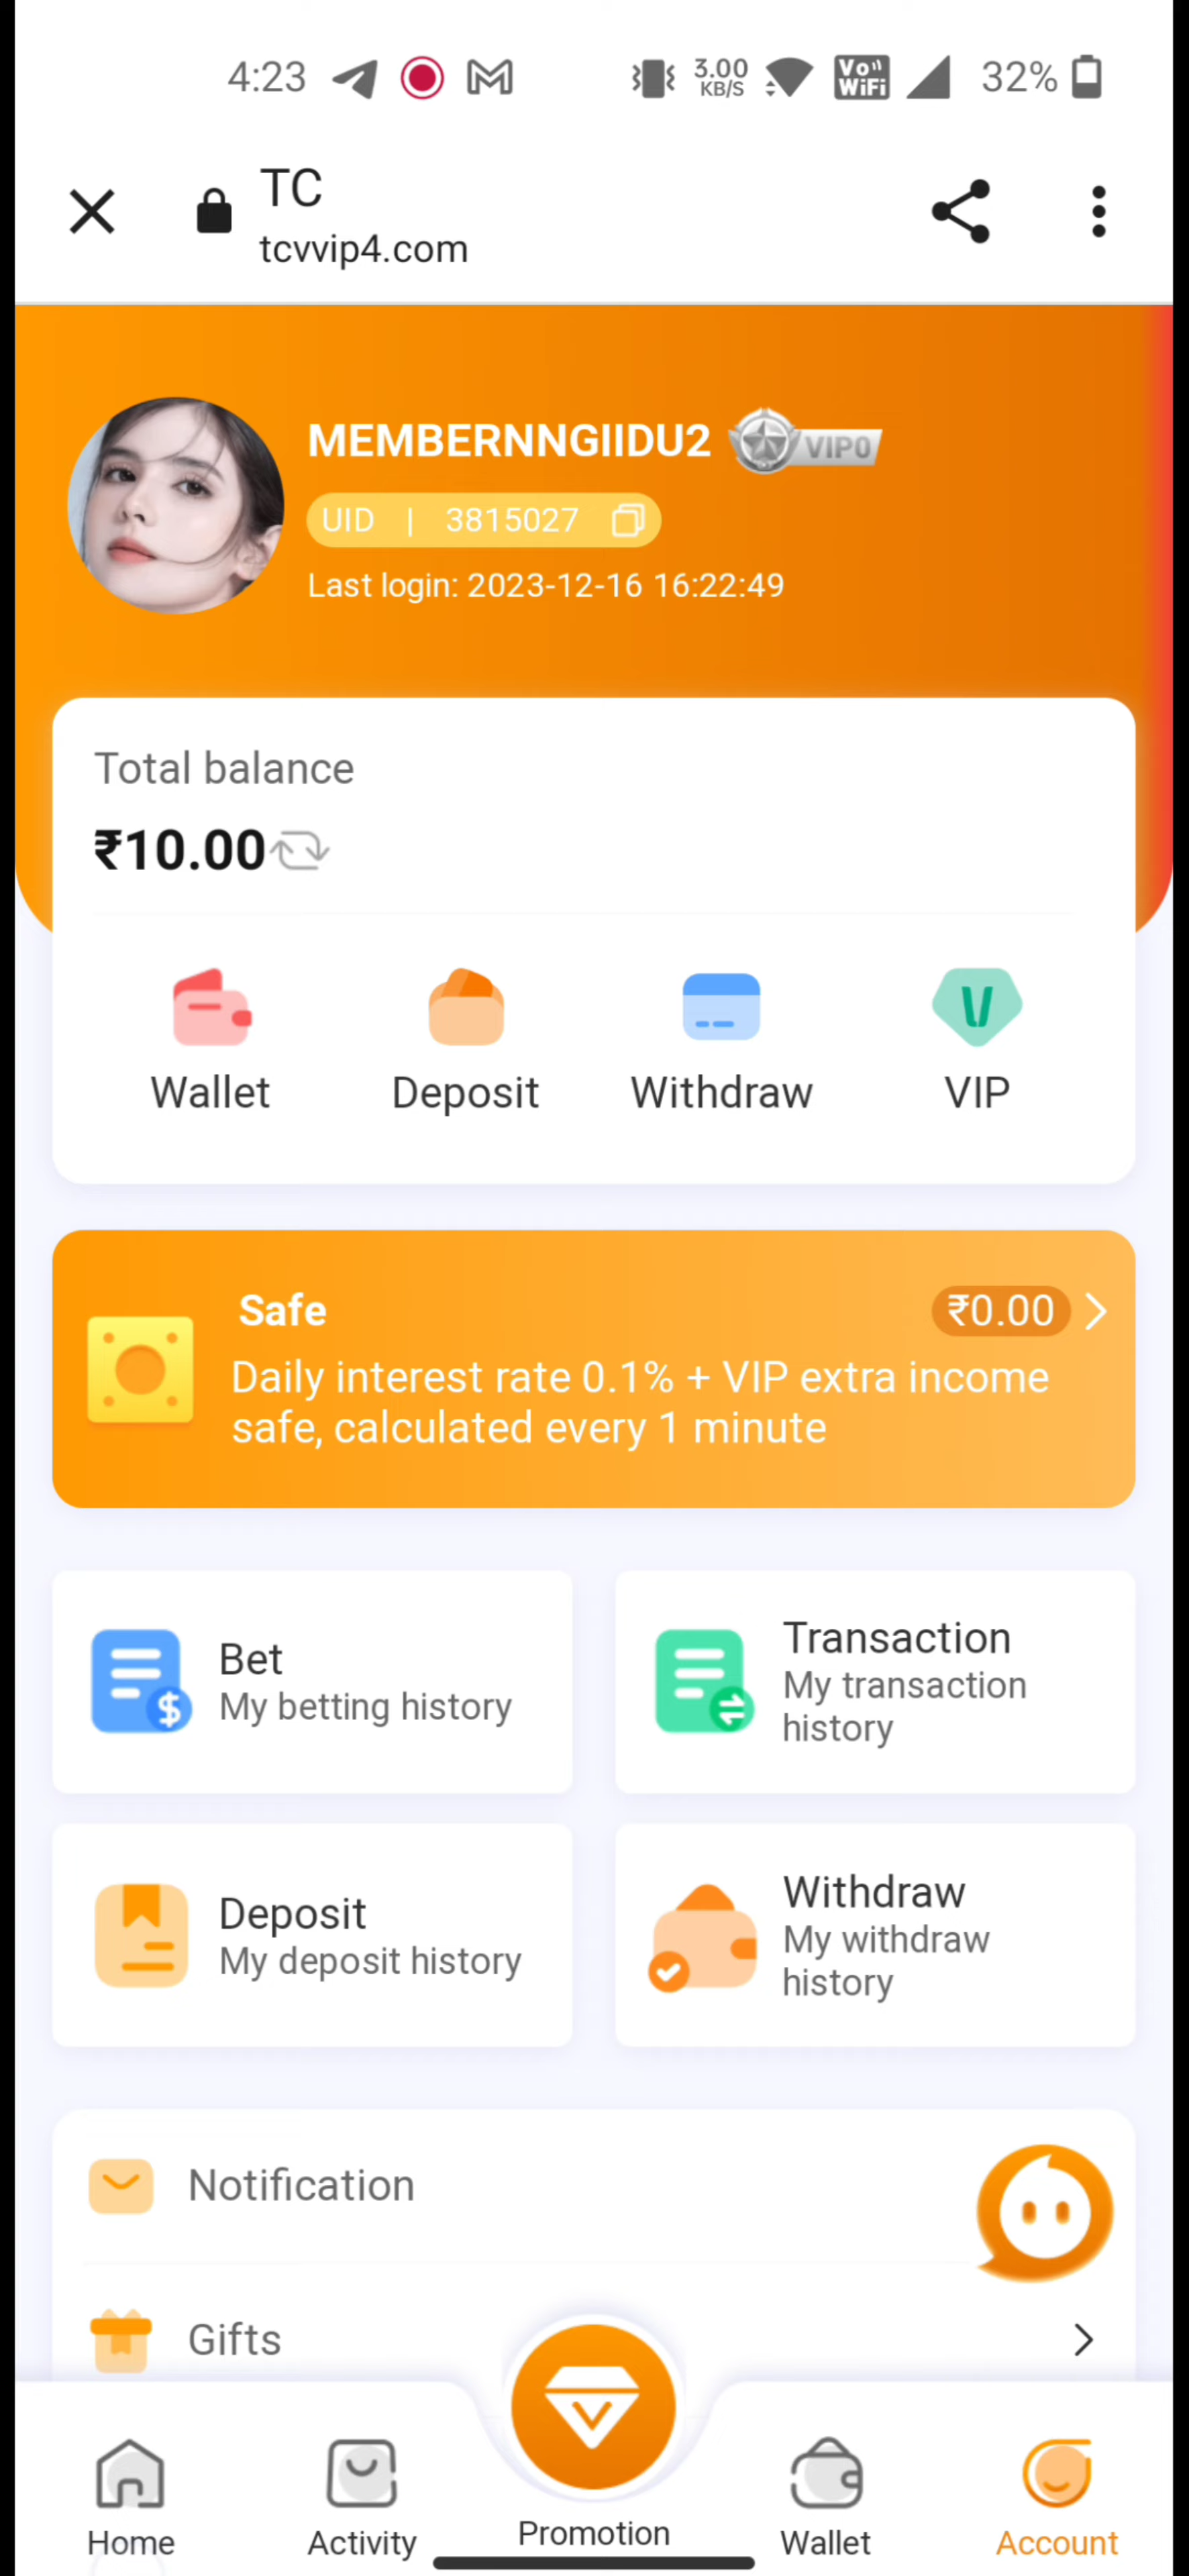 4:23
3.00 KB/S
Vo WiFi
32%
TC
tcvvip4.com
MEMBERNNGIIDU2
VIP0
UID | 3815027
Last login: 2023-12-16 16:22:49
Total balance
₹10.00
Wallet Deposit Withdraw VIP
Safe
₹0.00
Daily interest rate 0.1% + VIP extra income
safe, calculated every 1 minute
Bet
My betting history
Transaction
My transaction
history
Deposit
My deposit history
Withdraw
My withdraw
history
Notification
Gifts
Home Activity Promotion Wallet Account